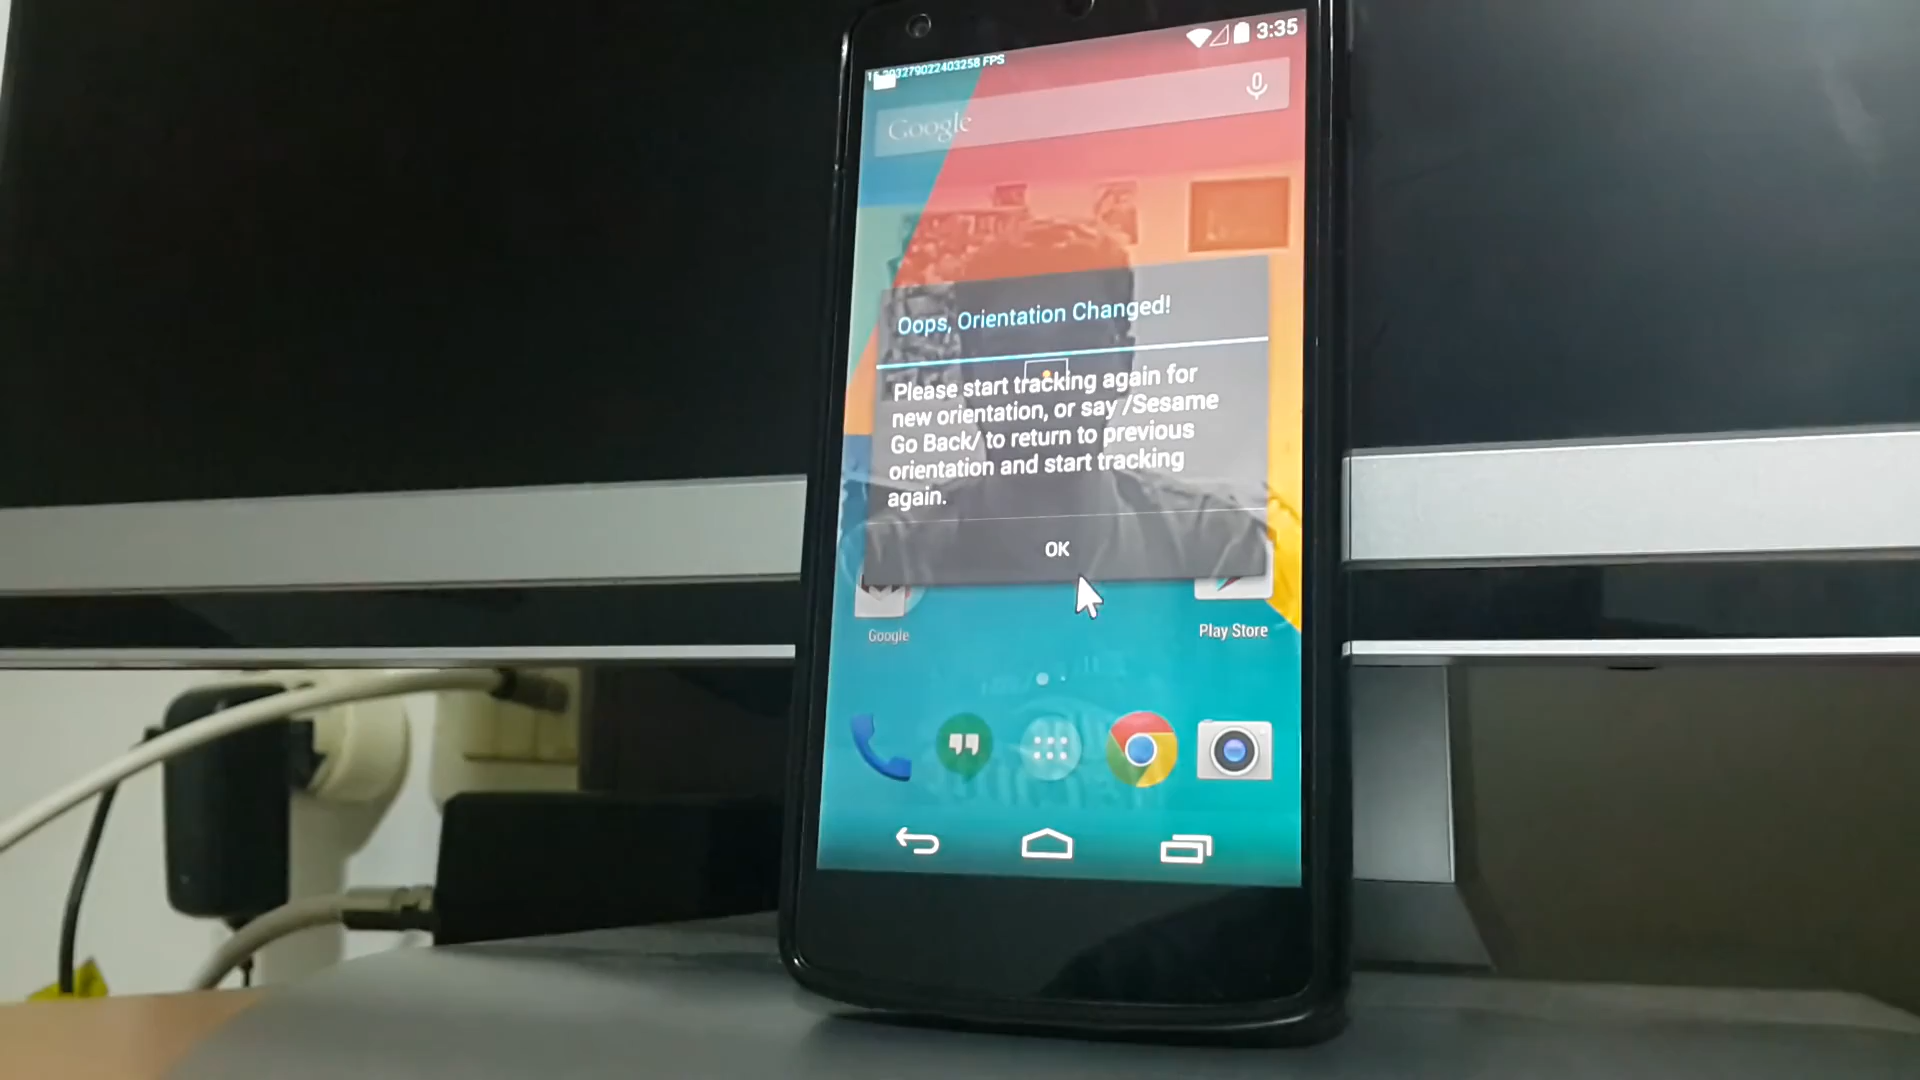 3:35
FPS
Google
Oops, Orientation Changed!
Please start tracking again for
new orientation, or say /Sesame
Go Back/ to return to previous
orientation and start tracking
again.
OK
Google
Play Store